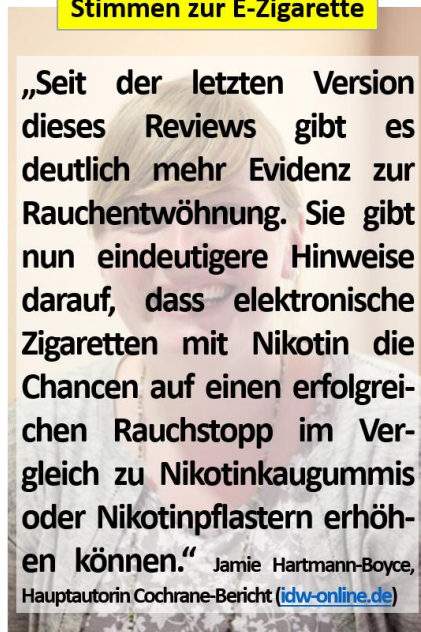 Stimmen zur E-Zigarette
„Seit der letzten Version
dieses Reviews gibt es
deutlich mehr Evidenz zur
Rauchentwöhnung. Sie gibt
nun eindeutigere Hinweise
darauf, dass elektronische
Zigaretten mit Nikotin die
Chancen auf einen erfolgrei-
chen Rauchstopp im Ver-
gleich zu Nikotinkaugummis
oder Nikotinpflastern erhöh-
en können.“ Jamie Hartmann-Boyce,
Hauptautorin Cochrane-Bericht (idw-online.de)